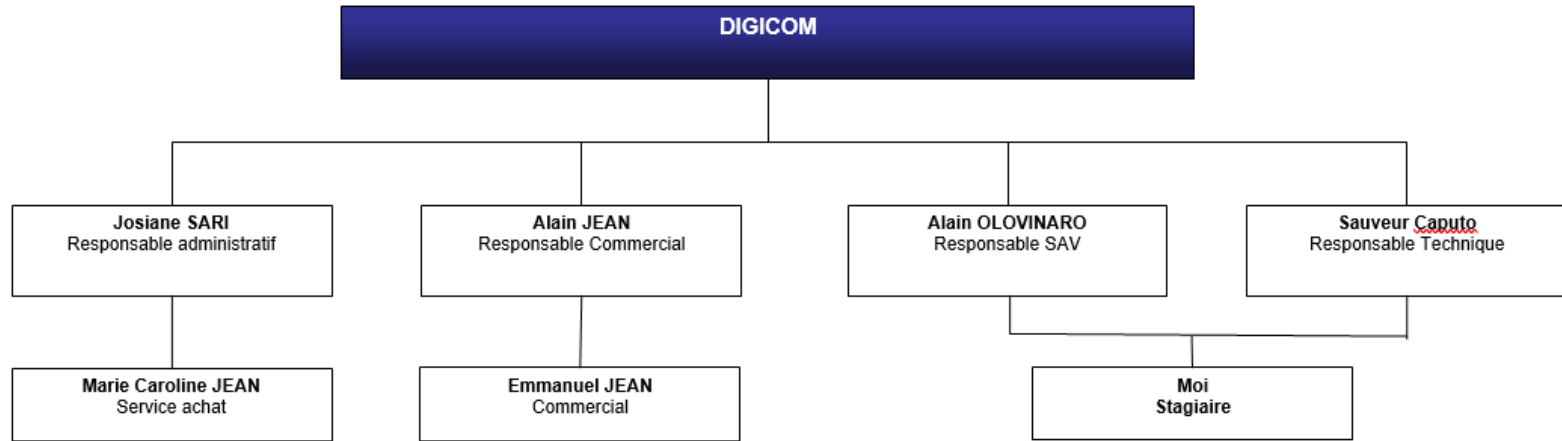 DIGICOM
Josiane SARI
Responsable administratif
Alain JEAN
Responsable Commercial
Alain OLOVINARO
Responsable SAV
Sauveur Caputo
Responsable Technique
Marie Caroline JEAN
Service achat
Emmanuel JEAN
Commercial
Moi
Stagiaire